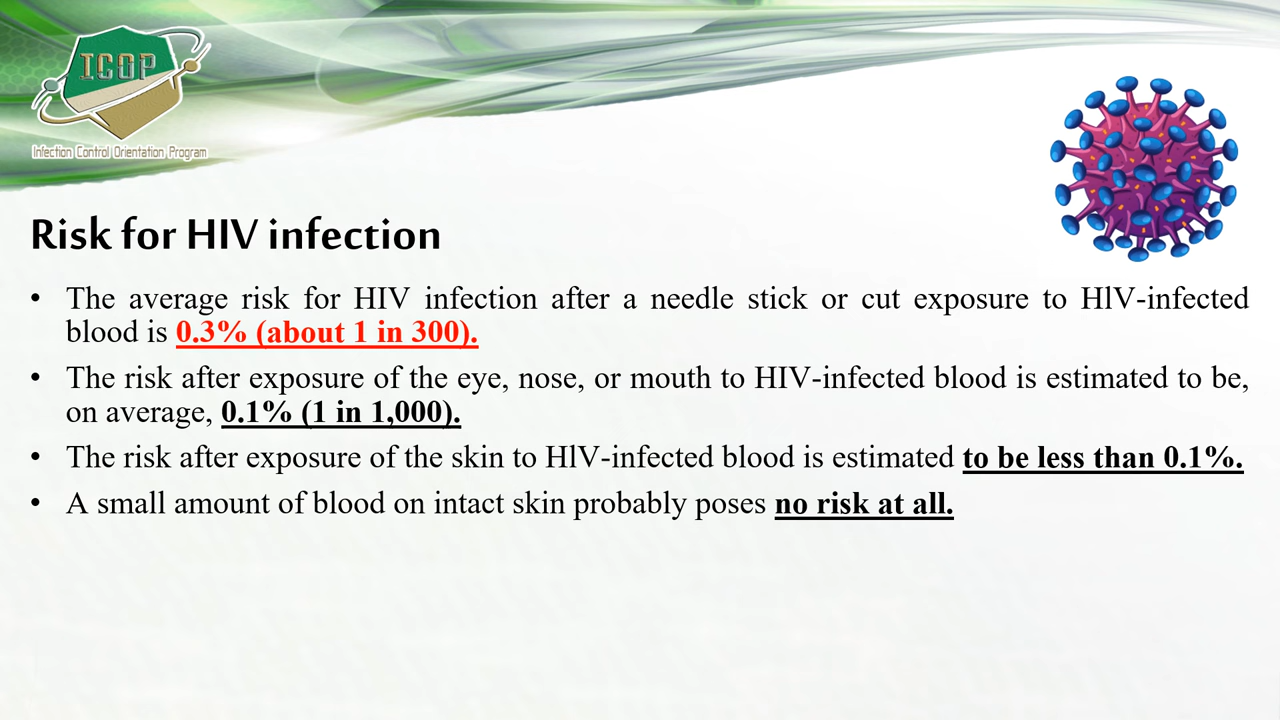 ICOP
Infection Control Orientation Program
Risk for HIV infection
• The average risk for HIV infection after a needle stick or cut exposure to HlV-infected
blood is 0.3% (about 1 in 300).
• The risk after exposure of the eye, nose, or mouth to HIV-infected blood is estimated to be,
on average, 0.1% (1 in 1,000).
• The risk after exposure of the skin to HlV-infected blood is estimated to be less than 0.1%.
• A small amount of blood on intact skin probably poses no risk at all.